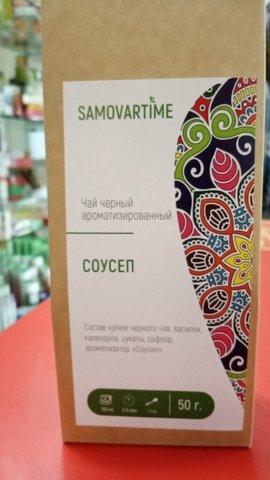 SAMOVARTIME
Чай черный
ароматизированный
СОУСЕП
Состав: купаж черного чая, василек,
календула, цукаты, сафлор,
ароматизатор «Соусеп»
50 г.